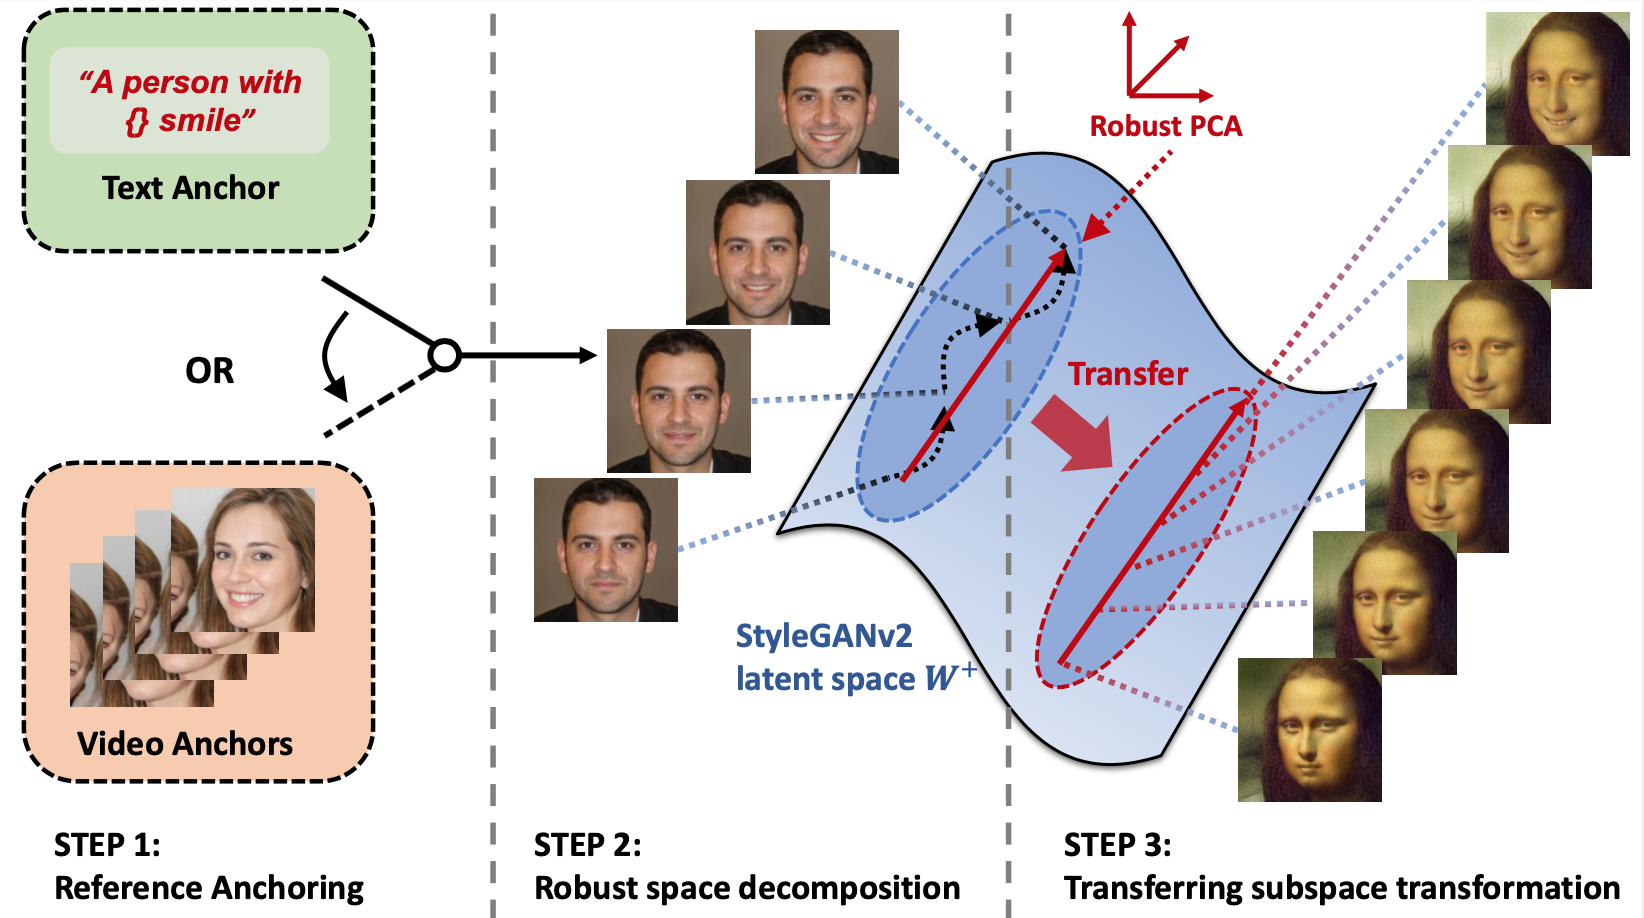 “A person with
{} smile”
Text Anchor
OR
Video Anchors
STEP 1:
Reference Anchoring
StyleGANv2
latent space W⁺
STEP 2:
Robust space decomposition
Robust PCA
Transfer
STEP 3:
Transferring subspace transformation